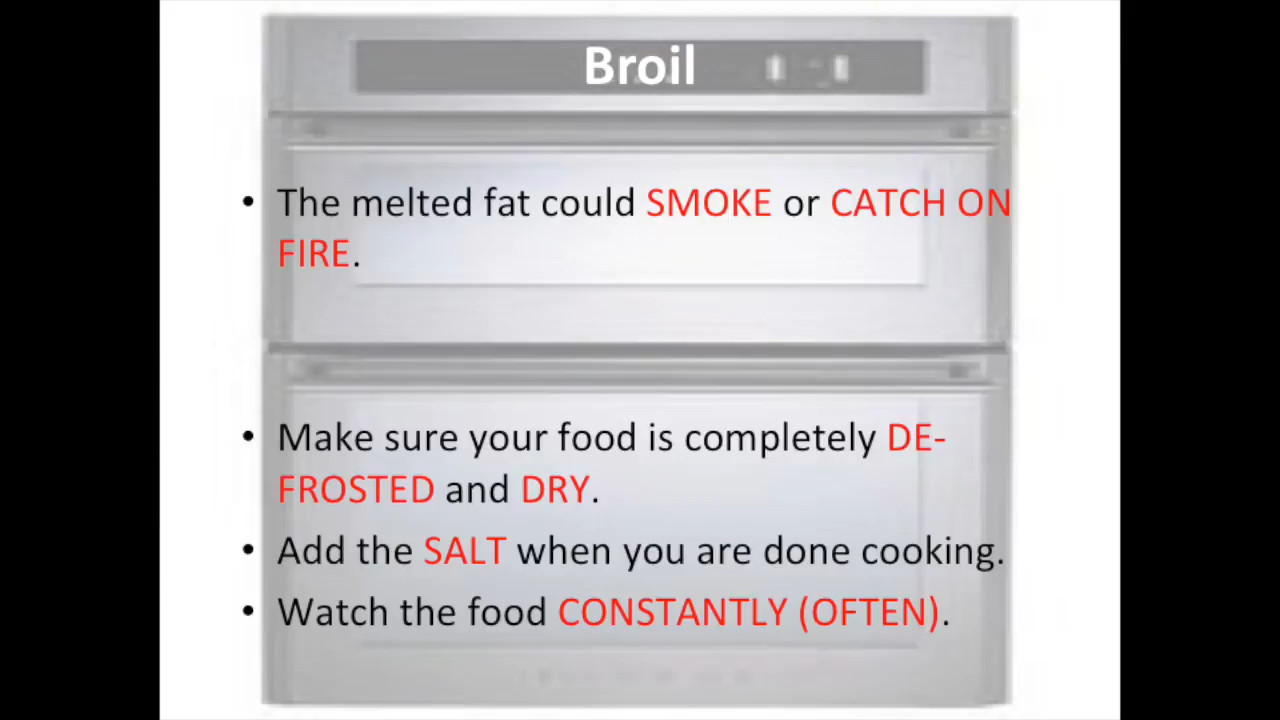 Broil
• The melted fat could SMOKE or CATCH ON
FIRE.
• Make sure your food is completely DE-
FROSTED and DRY.
• Add the SALT when you are done cooking.
• Watch the food CONSTANTLY (OFTEN).